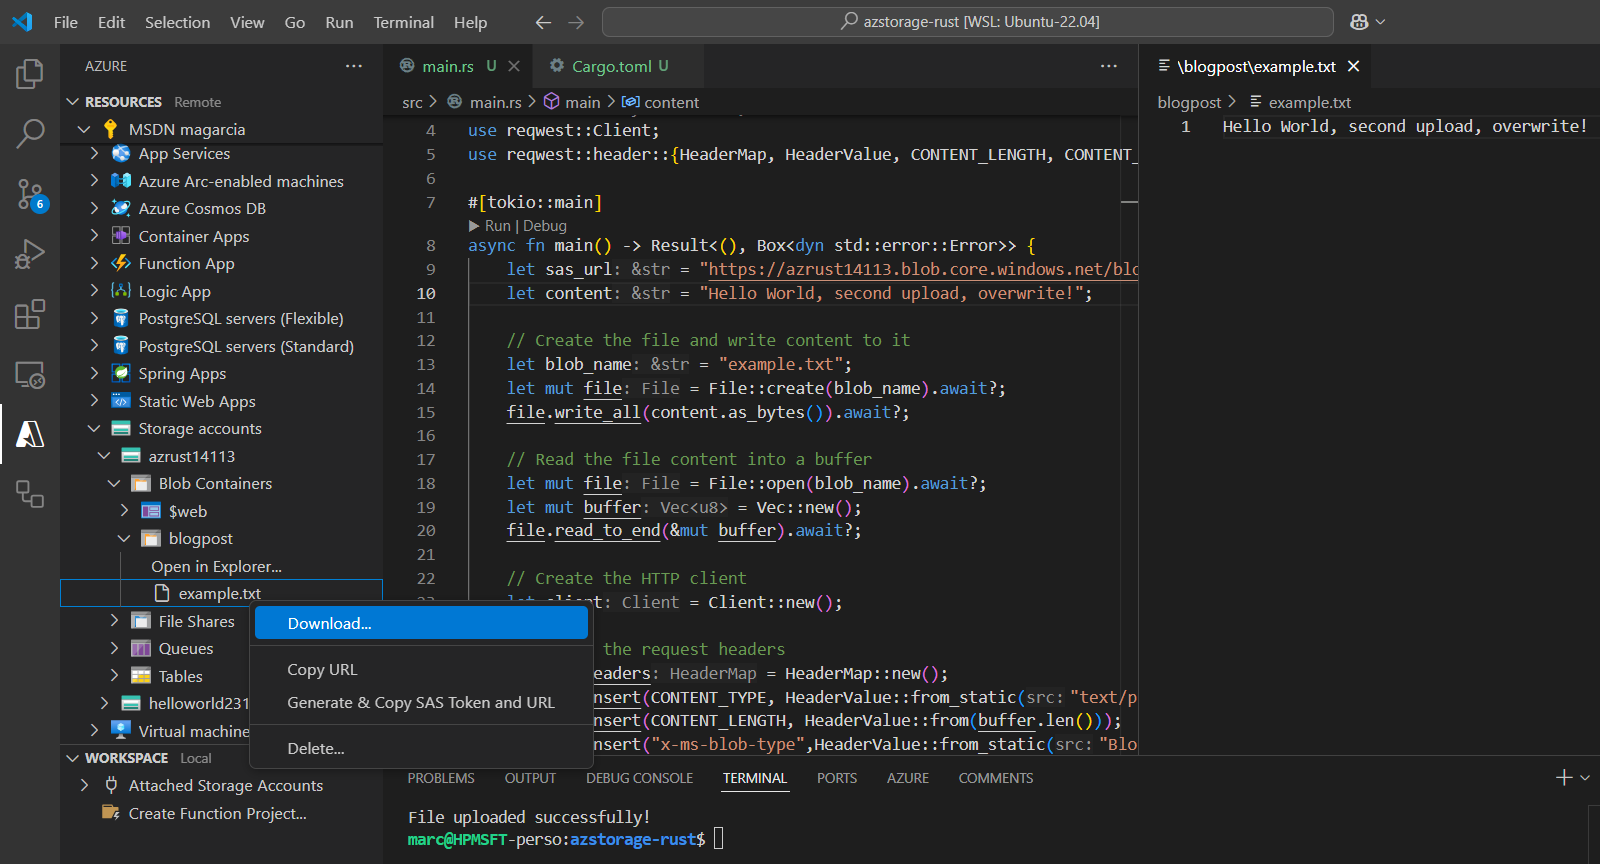 File Edit Selection View Go Run Terminal Help
azstorage-rust [WSL: Ubuntu-22.04]
AZURE
RESOURCES Remote
MSDN magarcia
App Services
Azure Arc-enabled machines
Azure Cosmos DB
Container Apps
Function App
Logic App
PostgreSQL servers (Flexible)
PostgreSQL servers (Standard)
Spring Apps
Static Web Apps
Storage accounts
azrust14113
Blob Containers
$web
blogpost
Open in Explorer...
example.txt
File Shares
Queues
Tables
helloworld231
Virtual machine
WORKSPACE Local
Attached Storage Accounts
Create Function Project...
6
Download...
Copy URL
Generate & Copy SAS Token and URL
Delete...
main.rs U
Cargo.toml U
src > main.rs > main > content
4 use reqwest::Client;
5 use reqwest::header::{HeaderMap, HeaderValue, CONTENT_LENGTH, CONTENT_
6
7 #[tokio::main]
Run | Debug
8 async fn main() -> Result<(), Box<dyn std::error::Error>> {
9 let sas_url: &str = "https://azrust14113.blob.core.windows.net/blo
10 let content: &str = "Hello World, second upload, overwrite!";
11
12 // Create the file and write content to it
13 let blob_name: &str = "example.txt";
14 let mut file: File = File::create(blob_name).await?;
15 file.write_all(content.as_bytes()).await?;
16
17 // Read the file content into a buffer
18 let mut file: File = File::open(blob_name).await?;
19 let mut buffer: Vec<u8> = Vec::new();
20 file.read_to_end(&mut buffer).await?;
21
22 // Create the HTTP client
let client: Client = Client::new();
the request headers
eaders: HeaderMap = HeaderMap::new();
nsert(CONTENT_TYPE, HeaderValue::from_static(src: "text/p
nsert(CONTENT_LENGTH, HeaderValue::from(buffer.len()));
nsert("x-ms-blob-type",HeaderValue::from_static(src: "Blo
\blogpost\example.txt
blogpost > example.txt
1 Hello World, second upload, overwrite!
PROBLEMS OUTPUT DEBUG CONSOLE TERMINAL PORTS AZURE COMMENTS
File uploaded successfully!
marc@HPMSFT-perso:azstorage-rust$